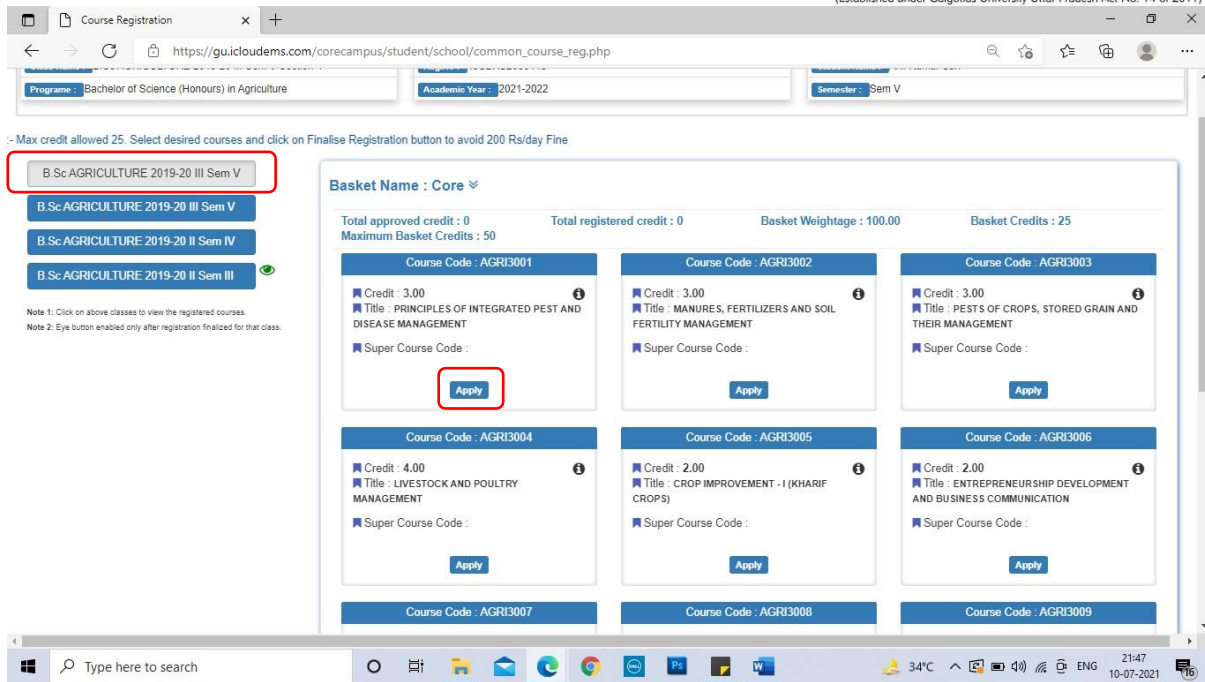 (Established under Galgotias University Uttar Pradesh Act No. 14 of 2011)
Course Registration
https://gu.icloudems.com/corecampus/student/school/common_course_reg.php
Programe : Bachelor of Science (Honours) in Agriculture
Academic Year : 2021-2022
Semester : Sem V
:- Max credit allowed 25. Select desired courses and click on Finalise Registration button to avoid 200 Rs/day Fine
B.Sc AGRICULTURE 2019-20 III Sem V
B.Sc AGRICULTURE 2019-20 III Sem V
B.Sc AGRICULTURE 2019-20 II Sem IV
B.Sc AGRICULTURE 2019-20 II Sem III
Note 1: Click on above classes to view the registered courses.
Note 2: Eye button enabled only after registration finalized for that class.
Basket Name : Core
Total approved credit : 0
Total registered credit : 0
Basket Weightage : 100.00
Basket Credits : 25
Maximum Basket Credits : 50
Course Code : AGRI3001
Credit : 3.00
Title : PRINCIPLES OF INTEGRATED PEST AND
DISEASE MANAGEMENT
Super Course Code :
Apply
Course Code : AGRI3002
Credit : 3.00
Title : MANURES, FERTILIZERS AND SOIL
FERTILITY MANAGEMENT
Super Course Code :
Apply
Course Code : AGRI3003
Credit : 3.00
Title : PESTS OF CROPS, STORED GRAIN AND
THEIR MANAGEMENT
Super Course Code :
Apply
Course Code : AGRI3004
Credit : 4.00
Title : LIVESTOCK AND POULTRY
MANAGEMENT
Super Course Code :
Apply
Course Code : AGRI3005
Credit : 2.00
Title : CROP IMPROVEMENT - I (KHARIF
CROPS)
Super Course Code :
Apply
Course Code : AGRI3006
Credit : 2.00
Title : ENTREPRENEURSHIP DEVELOPMENT
AND BUSINESS COMMUNICATION
Super Course Code :
Apply
Course Code : AGRI3007
Course Code : AGRI3008
Course Code : AGRI3009
Type here to search
DELL
Ps
W
34°C
ENG
21:47
10-07-2021
16